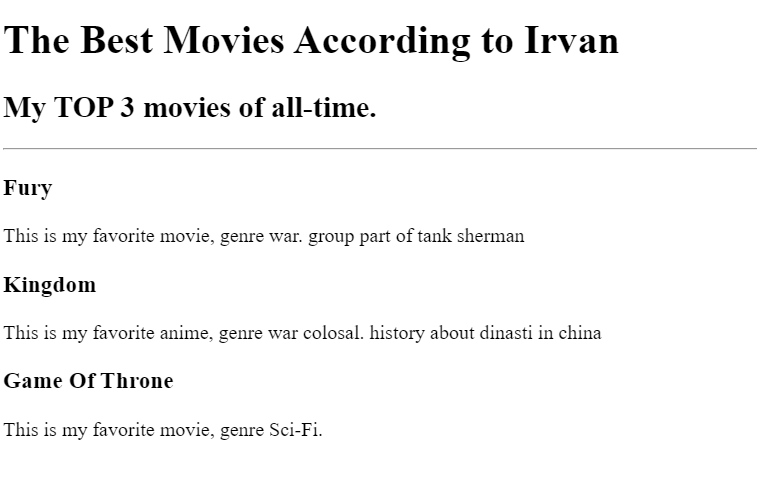 The Best Movies According to Irvan
My TOP 3 movies of all-time.
Fury
This is my favorite movie, genre war. group part of tank sherman
Kingdom
This is my favorite anime, genre war colosal. history about dinasti in china
Game Of Throne
This is my favorite movie, genre Sci-Fi.